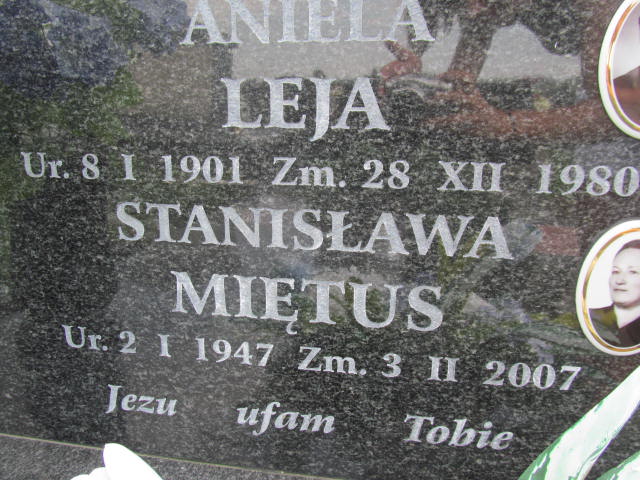 ANIELA
LEJA
Ur. 8 I 1901 Zm. 28 XII 1980
STANISŁAWA
MIĘTUS
Ur. 2 I 1947 Zm. 3 II 2007
Jezu ufam Tobie